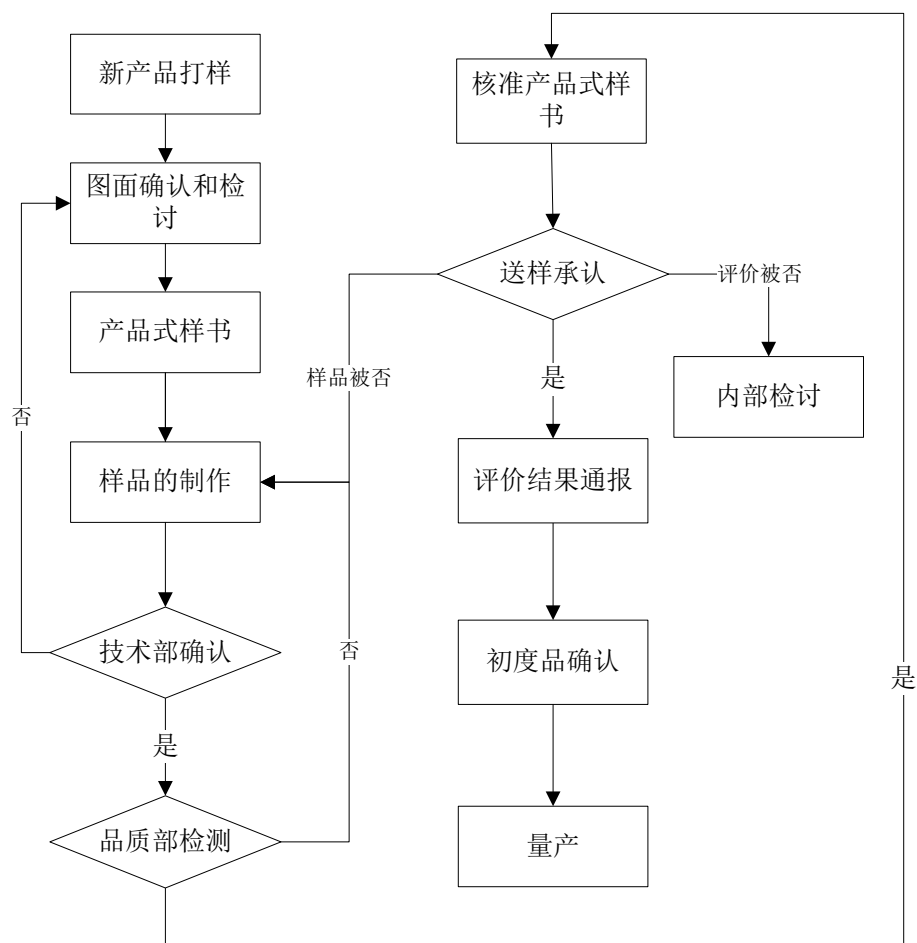 新产品打样
图面确认和检
讨
产品式样书
否
样品的制作
技术部确认
是
品质部检测
样品被否
否
核准产品式样
书
送样承认
评价被否
内部检讨
是
评价结果通报
初度品确认
量产
是